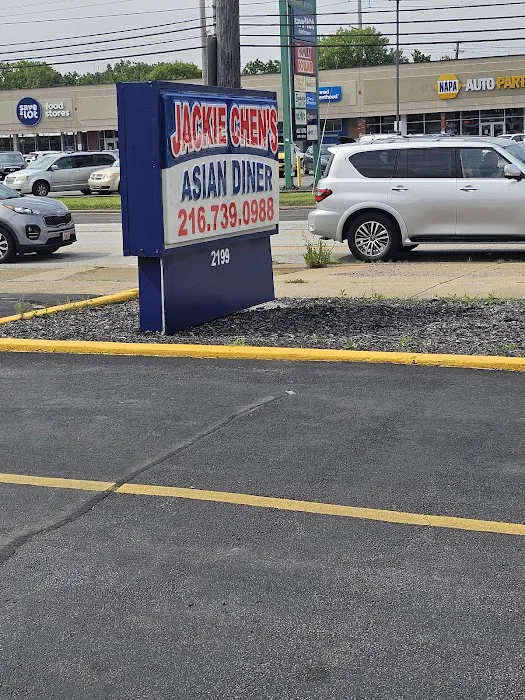 JACKIE CHEN'S
ASIAN DINER
216.739.0988
2199
save a lot
food
stores
NAPA
AUTO PARTS